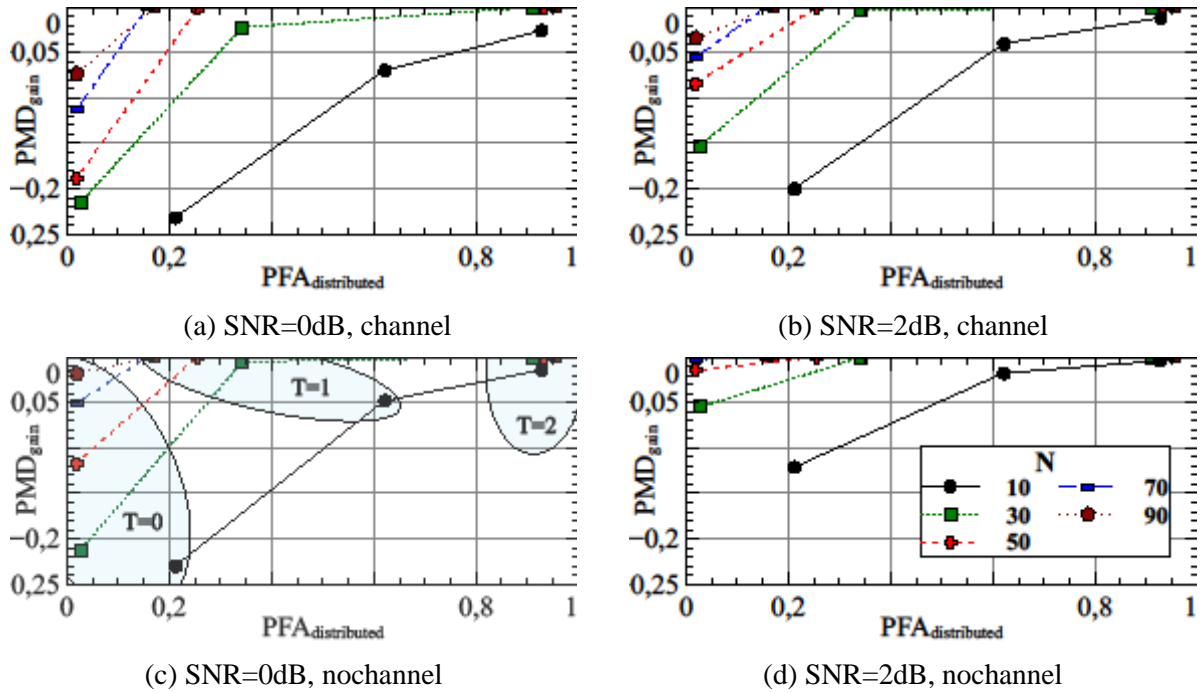 0
0,05
−0,2
0,25
PMDgain
0
0,2
0,8
1
PFAdistributed
(a) SNR=0dB, channel
0
0,05
−0,2
0,25
PMDgain
0
0,2
0,8
1
PFAdistributed
(b) SNR=2dB, channel
0
0,05
−0,2
0,25
PMDgain
T=0
T=1
T=2
0
0,2
0,8
1
PFAdistributed
(c) SNR=0dB, nochannel
0
0,05
−0,2
0,25
PMDgain
N
10
70
30
90
50
0
0,2
0,8
1
PFAdistributed
(d) SNR=2dB, nochannel